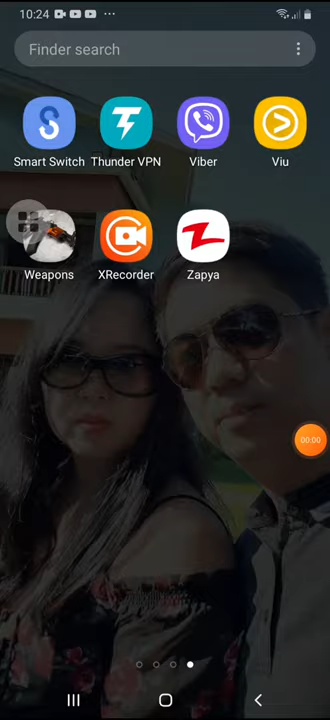 10:24
Finder search
Smart Switch Thunder VPN Viber Viu
Weapons XRecorder Zapya
00:00